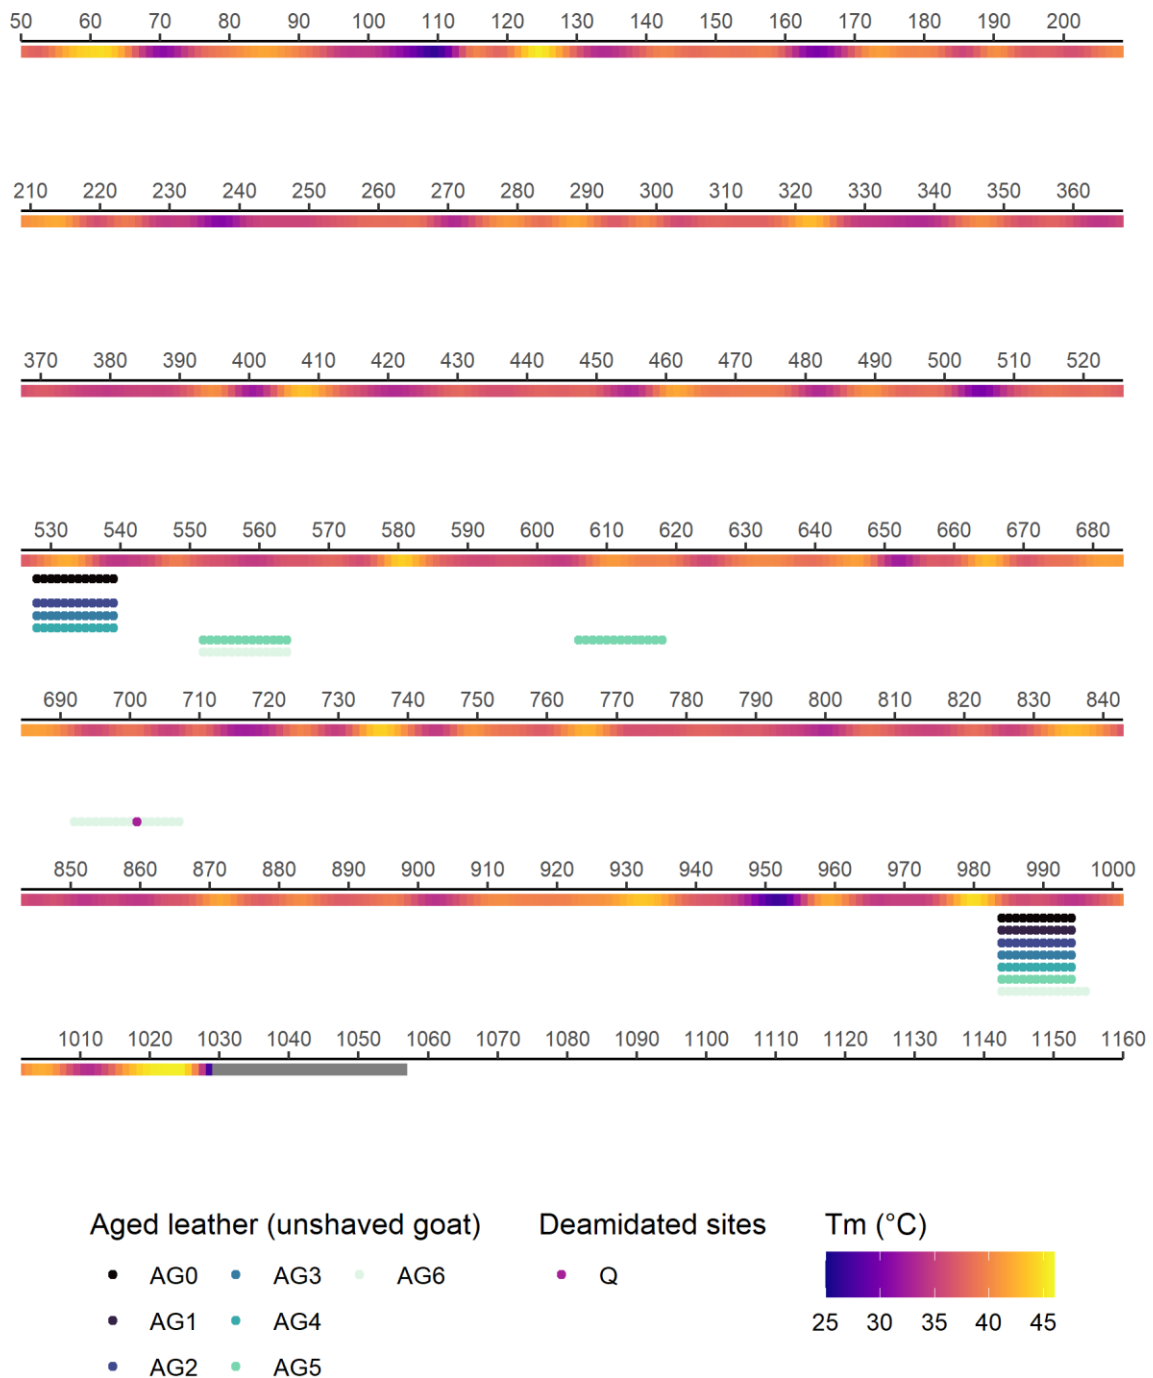 50 60 70 80 90 100 110 120 130 140 150 160 170 180 190 200
210 220 230 240 250 260 270 280 290 300 310 320 330 340 350 360
370 380 390 400 410 420 430 440 450 460 470 480 490 500 510 520
530 540 550 560 570 580 590 600 610 620 630 640 650 660 670 680
690 700 710 720 730 740 750 760 770 780 790 800 810 820 830 840
850 860 870 880 890 900 910 920 930 940 950 960 970 980 990 1000
1010 1020 1030 1040 1050 1060 1070 1080 1090 1100 1110 1120 1130 1140 1150 1160
Aged leather (unshaved goat) Deamidated sites Tm (°C)
AG0 AG3 AG6 Q
AG1 AG4 25 30 35 40 45
AG2 AG5